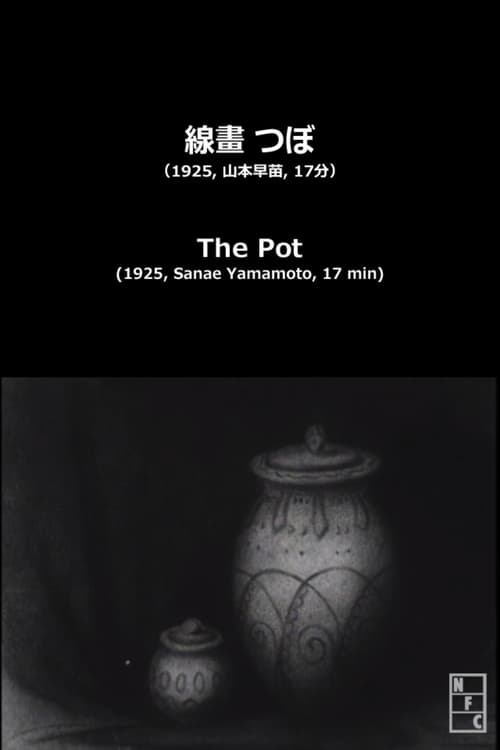 線畫 つぼ
（1925, 山本早苗, 17分）
The Pot
(1925, Sanae Yamamoto, 17 min)
N
F
C